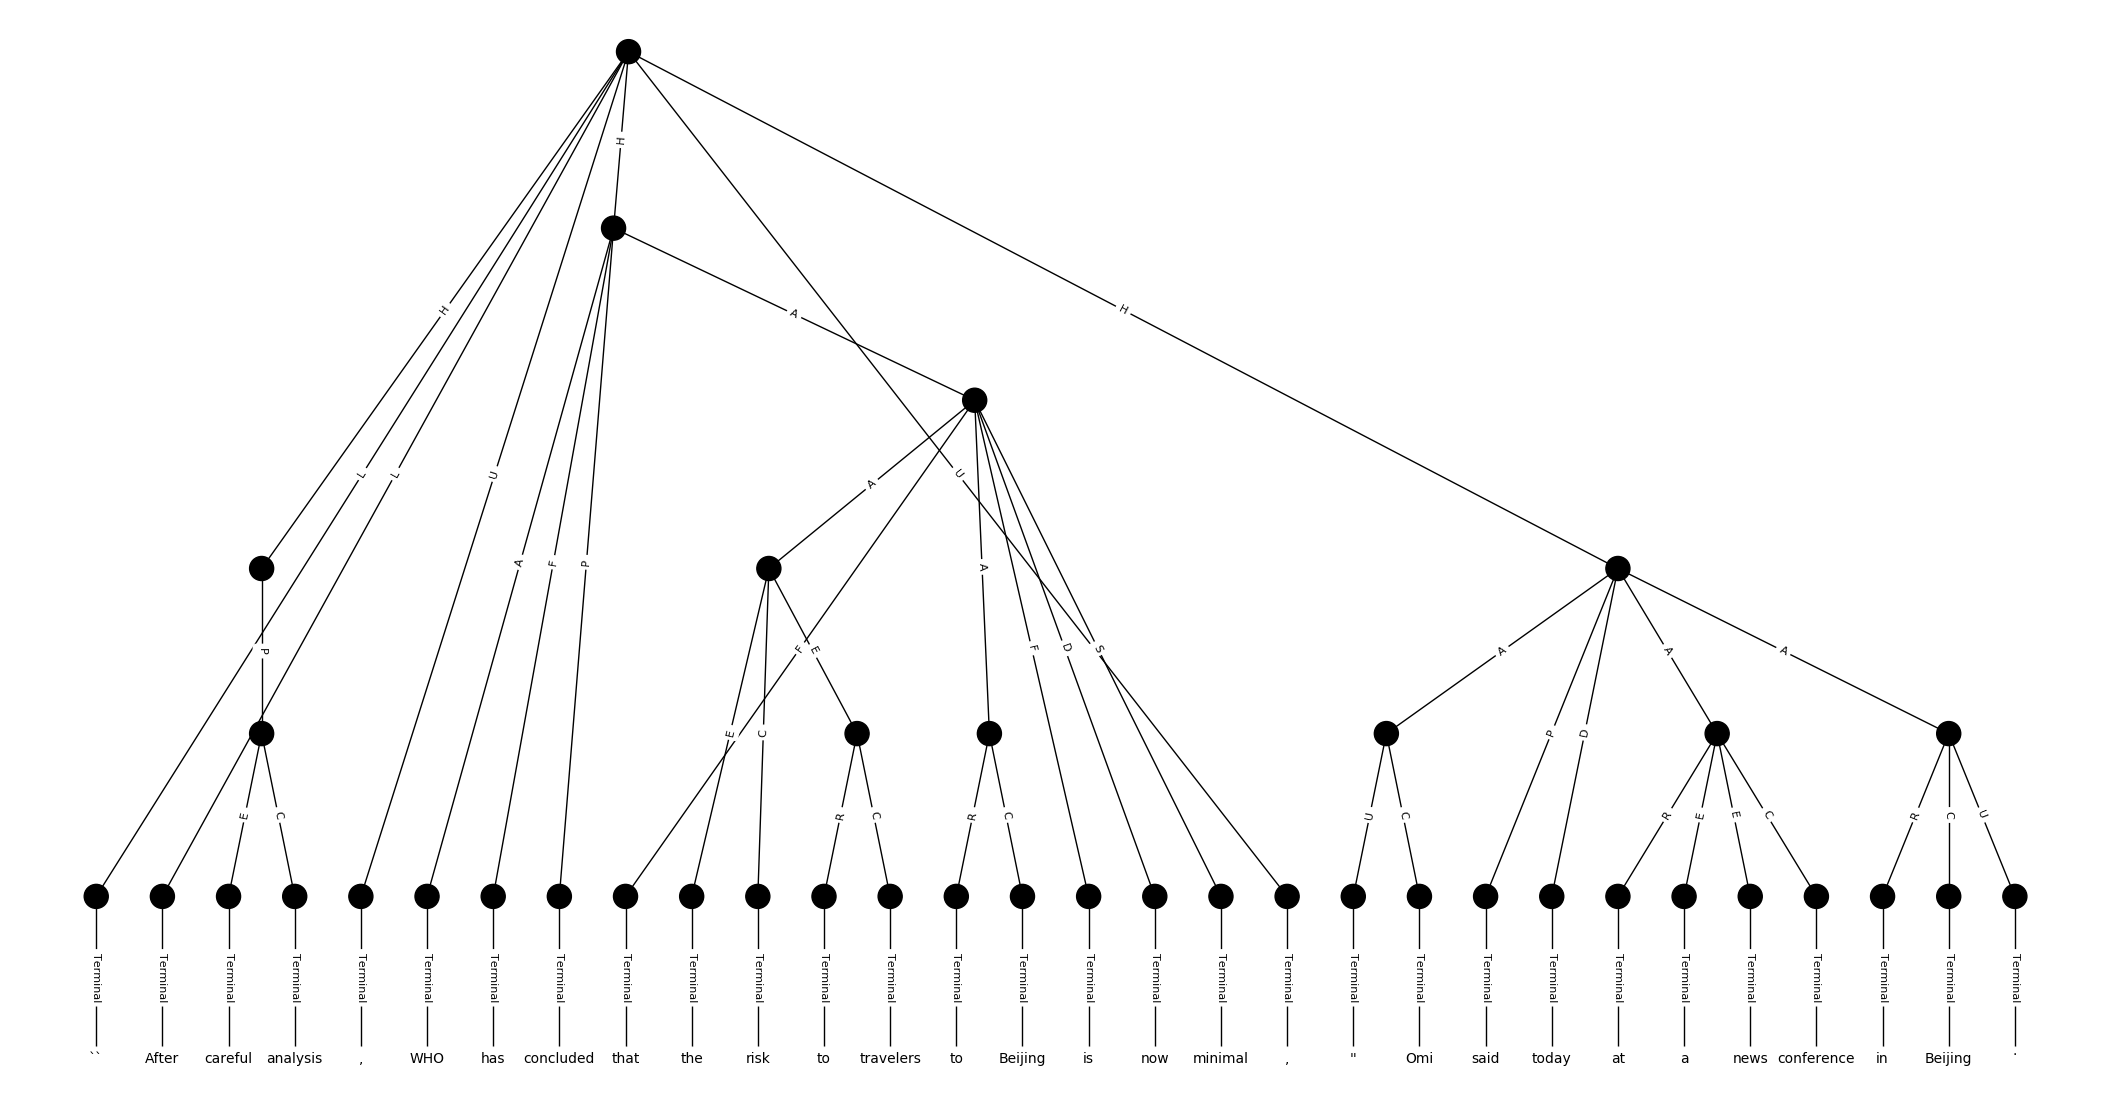 H
H A H
A
L L U A F P U
H
A F E A F D S A P D A A
P
E C R C R C U C R E E C R C U
Terminal Terminal Terminal Terminal Terminal Terminal Terminal Terminal Terminal Terminal Terminal Terminal Terminal Terminal Terminal Terminal Terminal Terminal Terminal Terminal Terminal Terminal Terminal Terminal Terminal Terminal Terminal Terminal Terminal Terminal
`` After careful analysis , WHO has concluded that the risk to travelers to Beijing is now minimal , " Omi said today at a news conference in Beijing .